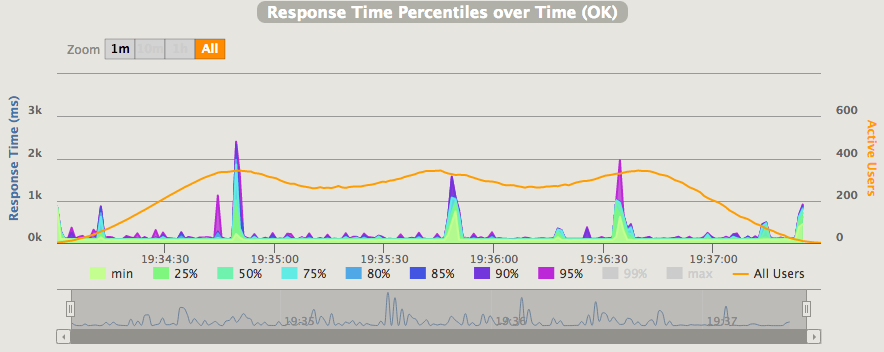 Response Time Percentiles over Time (OK)
Zoom 1m 10m 1h All
Response Time (ms)
3k
2k
1k
0k
600
400
200
0
Active Users
19:34:30 19:35:00 19:35:30 19:36:00 19:36:30 19:37:00
min 25% 50% 75% 80% 85% 90% 95% 99% max All Users
19:35 19:36 19:37